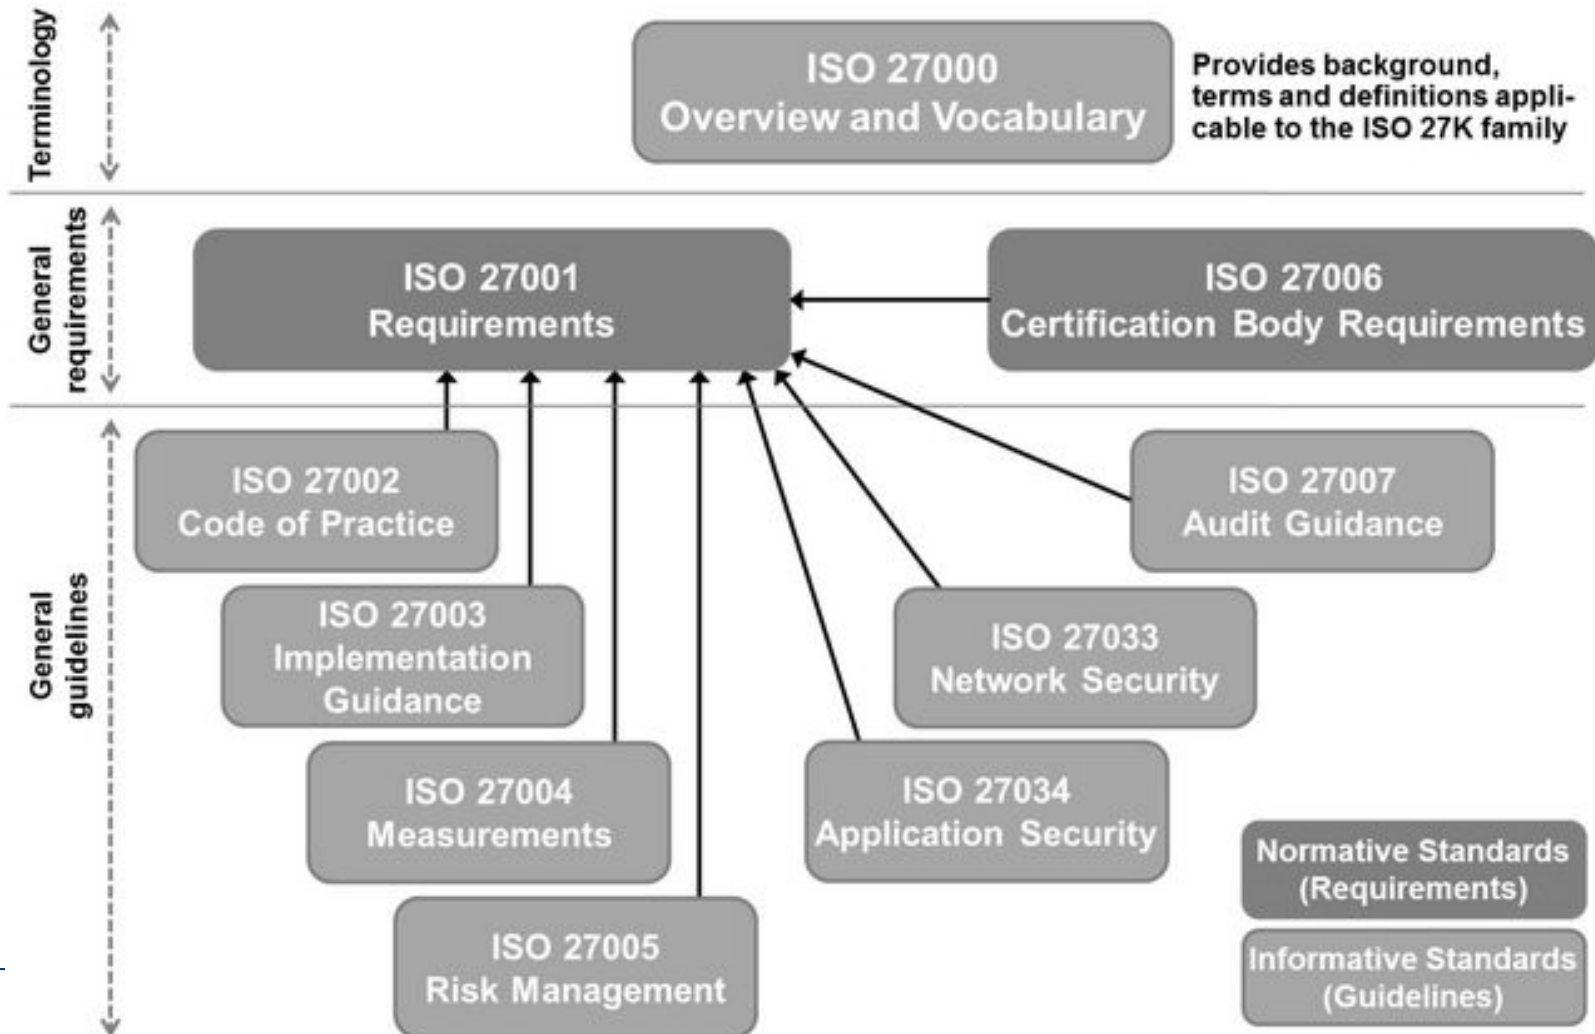 Terminology
ISO 27000
Overview and Vocabulary
Provides background,
terms and definitions appli-
cable to the ISO 27K family
General
requirements
ISO 27001
Requirements
ISO 27006
Certification Body Requirements
General
guidelines
ISO 27002
Code of Practice
ISO 27007
Audit Guidance
ISO 27003
Implementation
Guidance
ISO 27033
Network Security
ISO 27004
Measurements
ISO 27034
Application Security
ISO 27005
Risk Management
Normative Standards
(Requirements)
Informative Standards
(Guidelines)